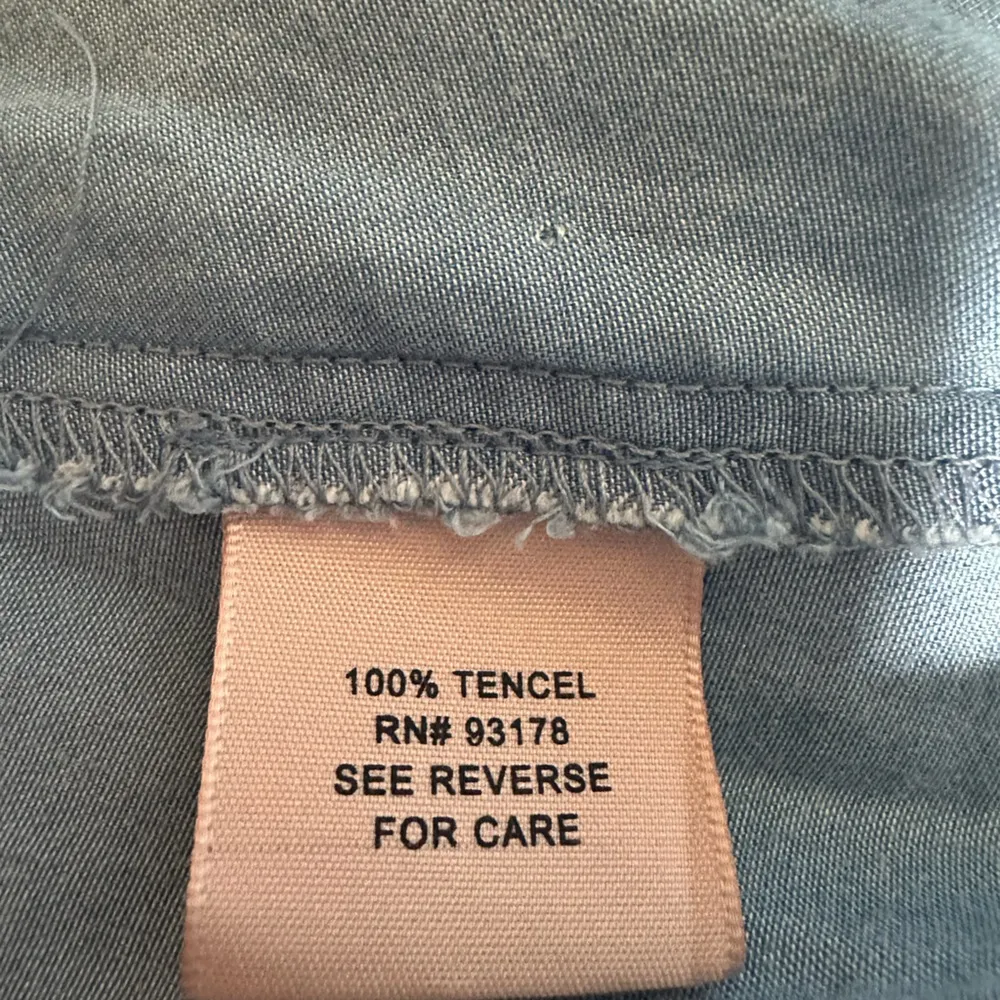 100% TENCEL
RN# 93178
SEE REVERSE
FOR CARE